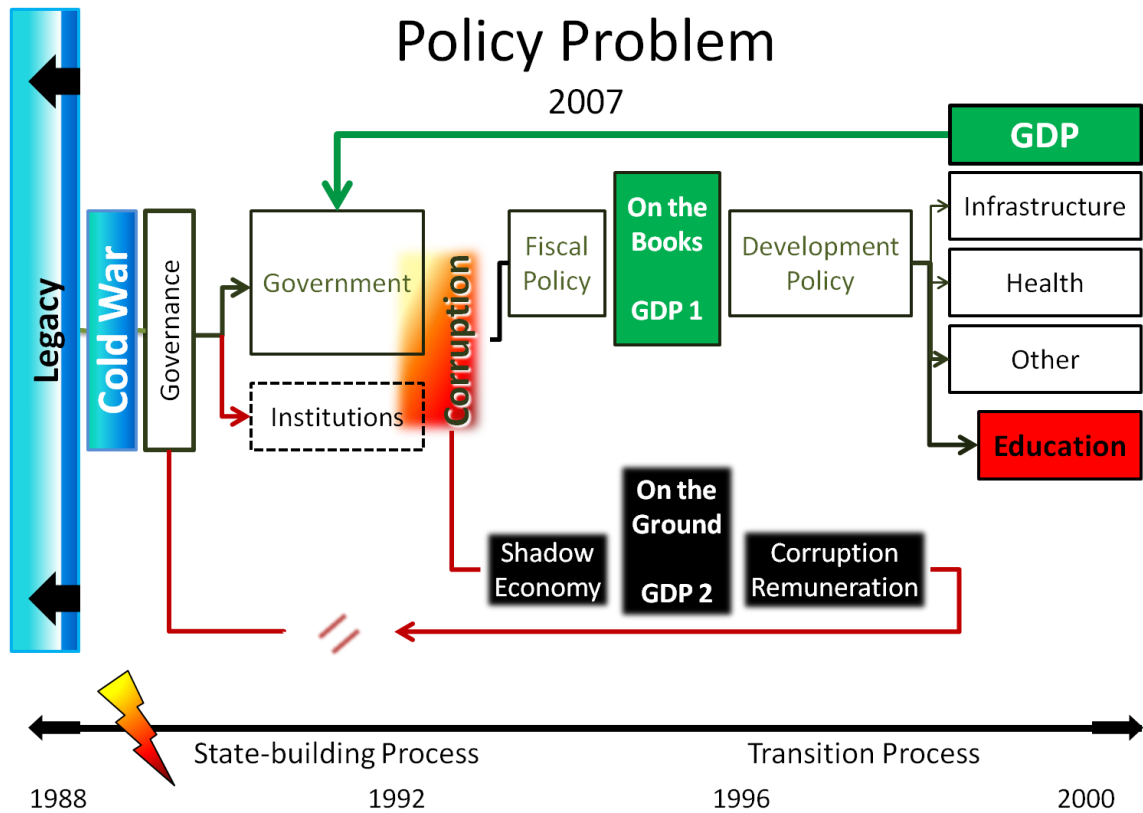 Policy Problem
2007
Legacy
Cold War
Governance
Government
Institutions
Corruption
Fiscal
Policy
On the
Books
GDP 1
Development
Policy
GDP
Infrastructure
Health
Other
Education
Shadow
Economy
On the
Ground
GDP 2
Corruption
Remuneration
State-building Process
Transition Process
1988
1992
1996
2000